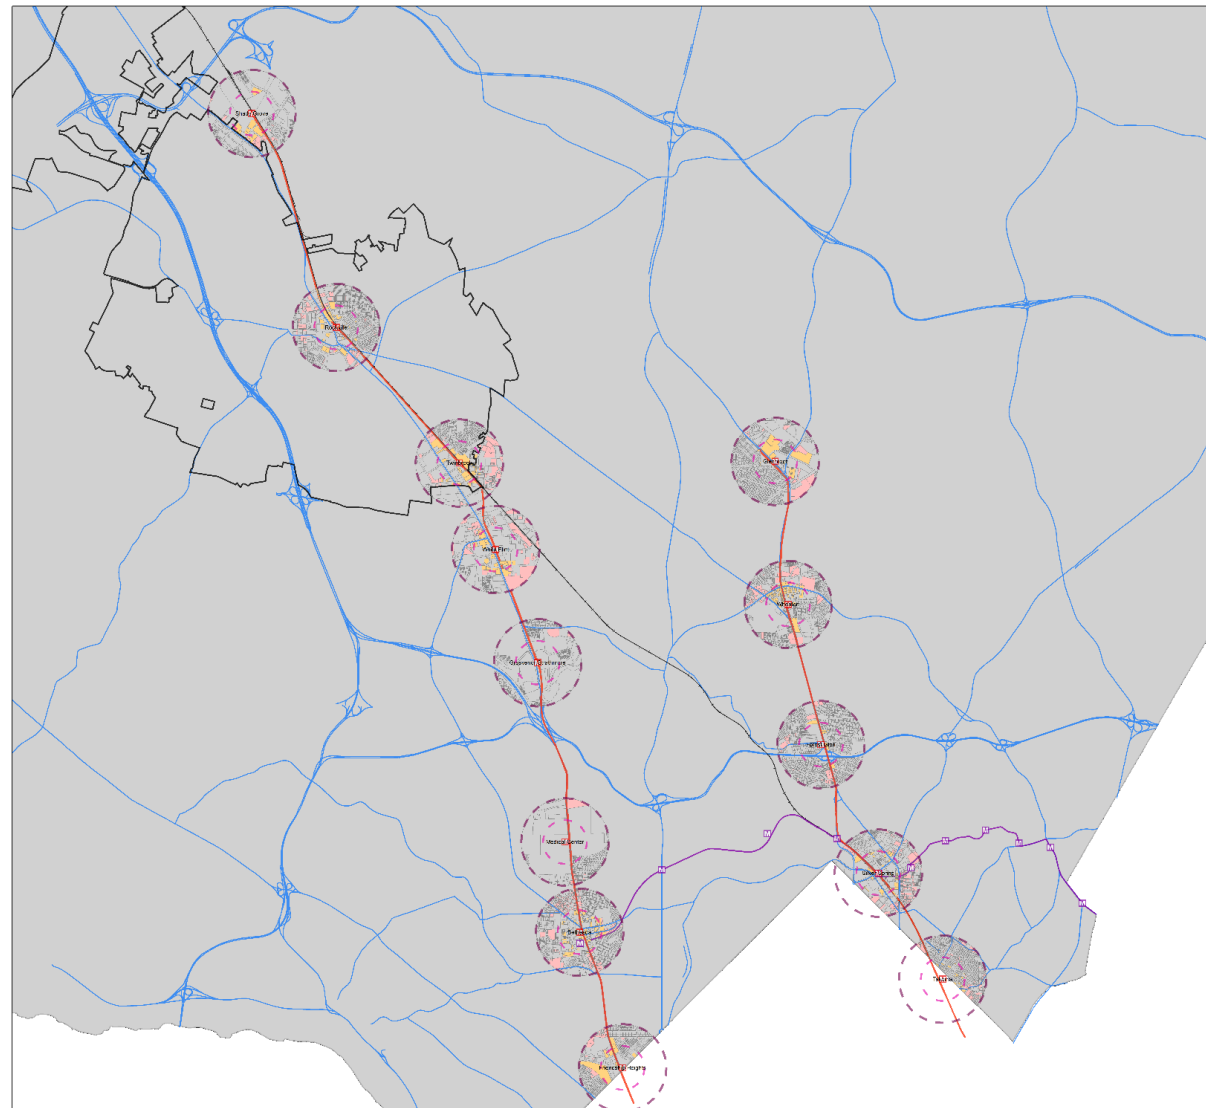 Shady Grove
Rockville
Twinbrook
Glenmont
White Flint
Wheaton
Grosvenor-Strathmore
Forest Glen
M
M
M
M
M
Medical Center
M
M
Silver Spring
M
Bethesda
M
Takoma
Friendship Heights